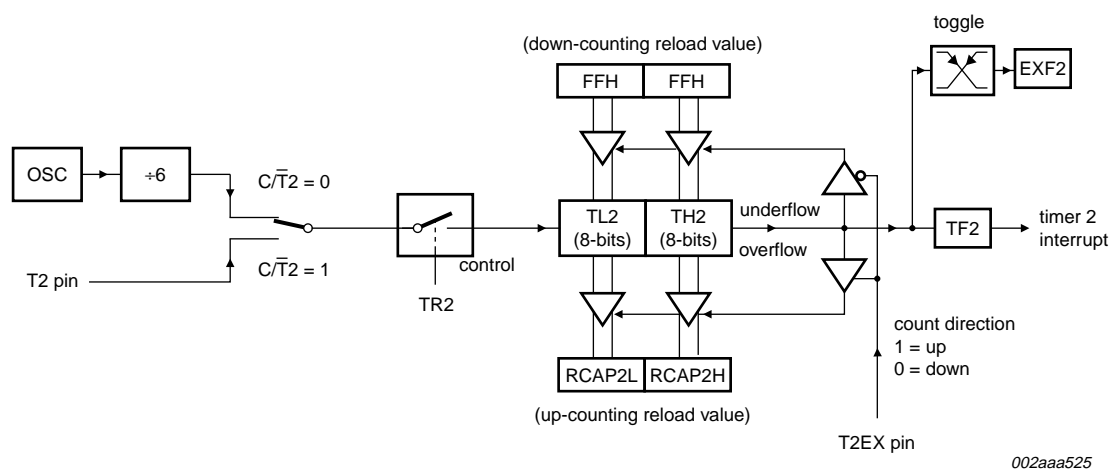 toggle
(down-counting reload value)
FFH FFH EXF2
OSC ÷6 C/T̅2 = 0
TL2 (8-bits) TH2 (8-bits) underflow overflow TF2 timer 2 interrupt
T2 pin C/T̅2 = 1 control
TR2
count direction
1 = up
0 = down
RCAP2L RCAP2H
(up-counting reload value)
T2EX pin
002aaa525